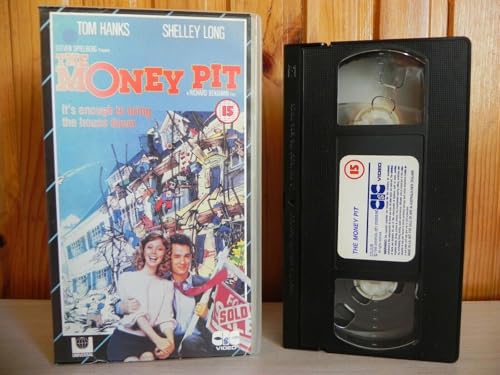 TOM HANKS
SHELLEY LONG
STEVEN SPIELBERG Presents
THE
MONEY PIT
A RICHARD BENJAMIN Film
15
It's enough to bring
the house down
SOLD
CIC
VIDEO
15
CIC
VIDEO
THE MONEY PIT